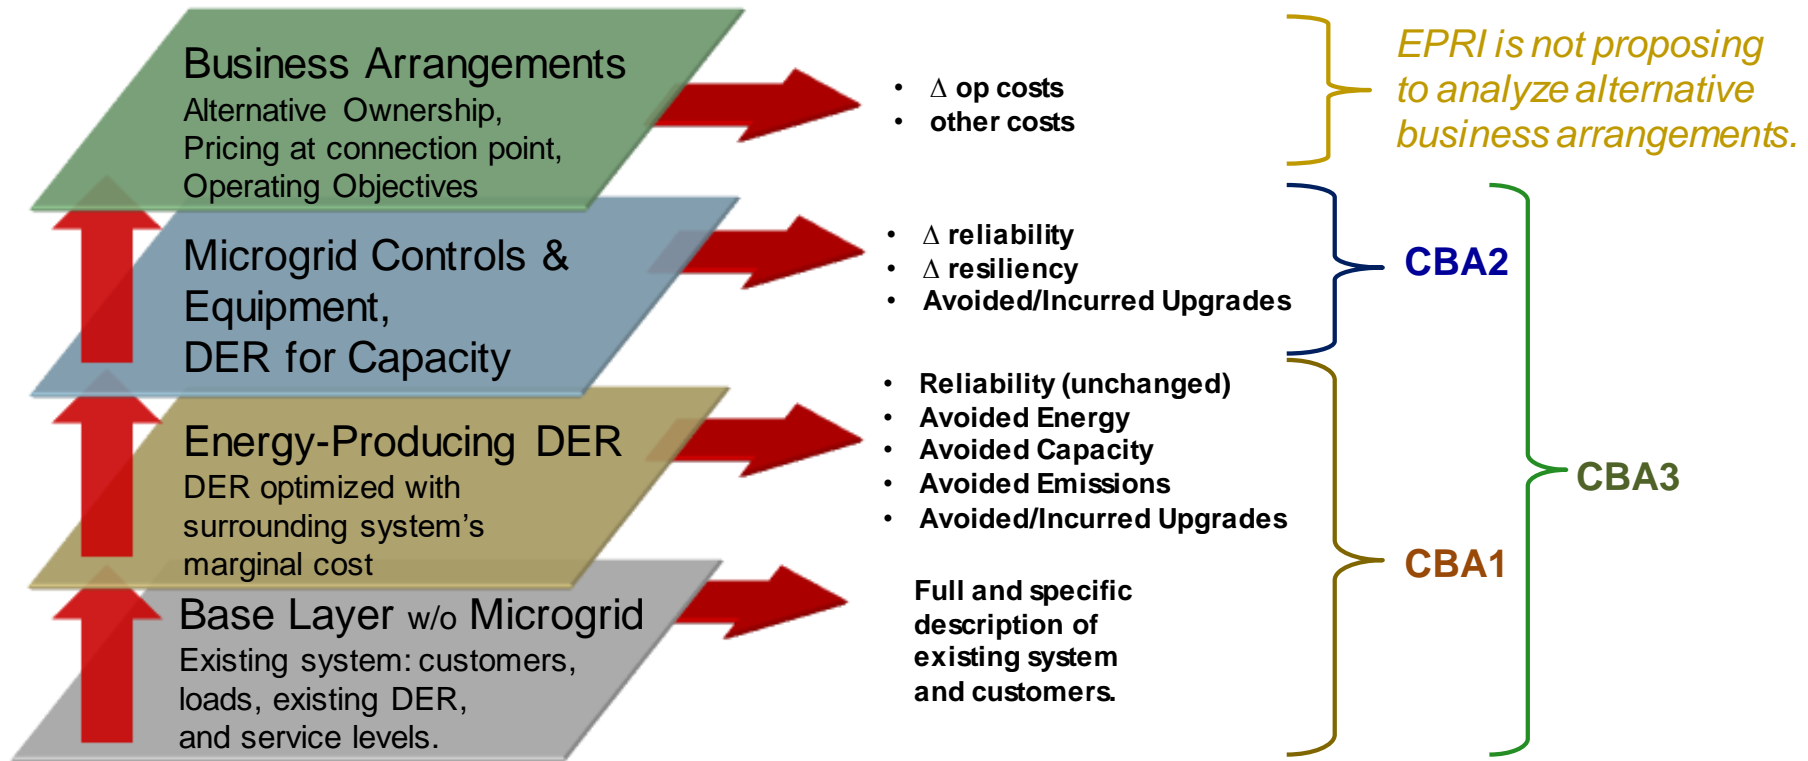 Business Arrangements
Alternative Ownership,
Pricing at connection point,
Operating Objectives
• Δ op costs
• other costs
EPRI is not proposing
to analyze alternative
business arrangements.
Microgrid Controls &
Equipment,
DER for Capacity
• Δ reliability
• Δ resiliency
• Avoided/Incurred Upgrades
CBA2
Energy-Producing DER
DER optimized with
surrounding system’s
marginal cost
• Reliability (unchanged)
• Avoided Energy
• Avoided Capacity
• Avoided Emissions
• Avoided/Incurred Upgrades
CBA3
CBA1
Base Layer w/o Microgrid
Existing system: customers,
loads, existing DER,
and service levels.
Full and specific
description of
existing system
and customers.